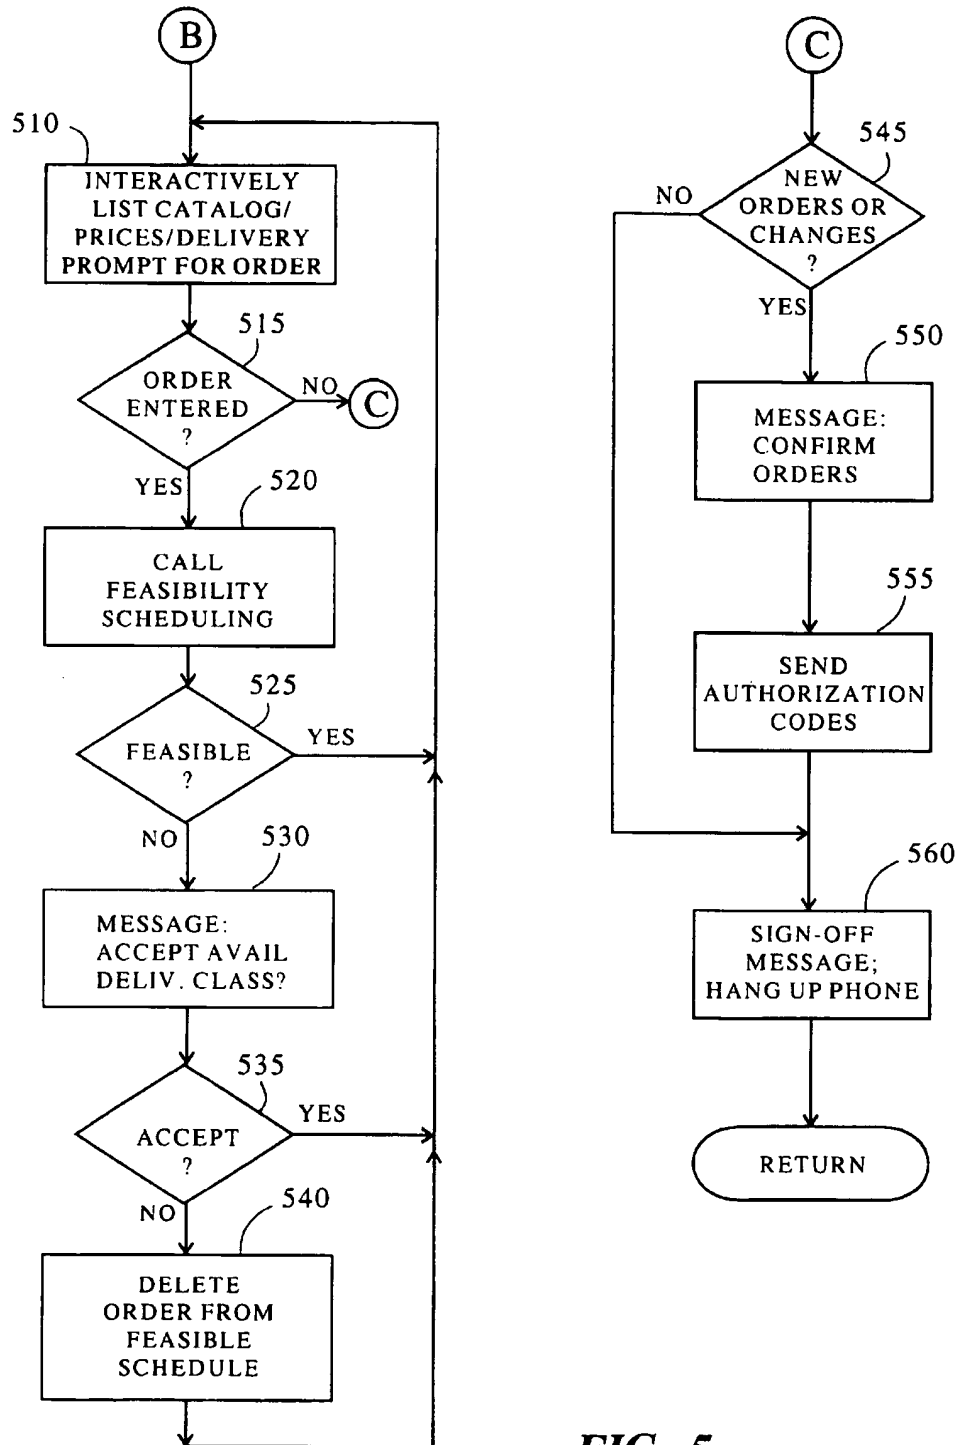 B
510
INTERACTIVELY
LIST CATALOG/
PRICES/DELIVERY
PROMPT FOR ORDER
515
ORDER
ENTERED
?
NO
C
YES
520
CALL
FEASIBILITY
SCHEDULING
525
FEASIBLE
?
YES
NO
530
MESSAGE:
ACCEPT AVAIL
DELIV. CLASS?
535
ACCEPT
?
YES
NO
540
DELETE
ORDER FROM
FEASIBLE
SCHEDULE
C
545
NEW
ORDERS OR
CHANGES
?
NO
YES
550
MESSAGE:
CONFIRM
ORDERS
555
SEND
AUTHORIZATION
CODES
560
SIGN-OFF
MESSAGE;
HANG UP PHONE
RETURN
FIG. 5